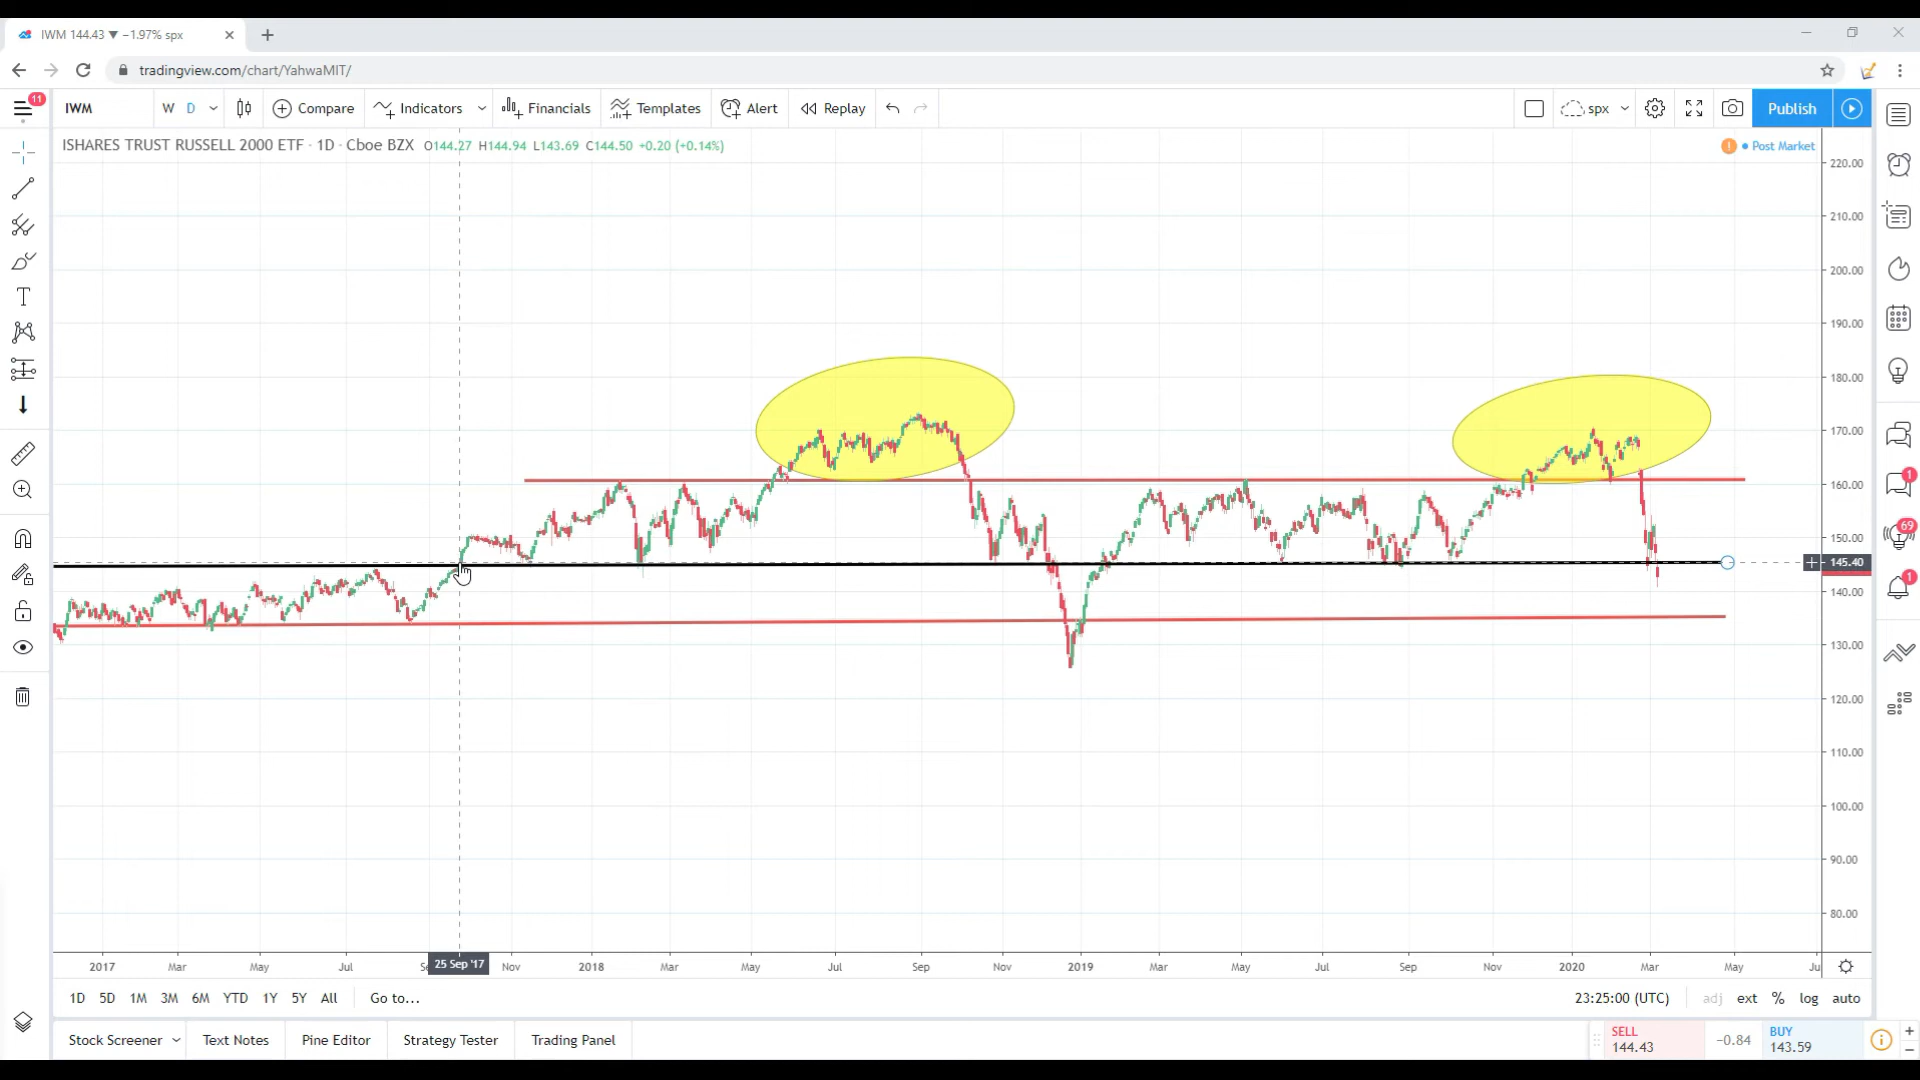 IWM 144.43 ▼ −1.97% spx
tradingview.com/chart/YahwaMIT/
11
IWM
W D
Compare
Indicators
Financials
Templates
Alert
Replay
spx
Publish
ISHARES TRUST RUSSELL 2000 ETF · 1D · Cboe BZX O144.27 H144.94 L143.69 C144.50 +0.20 (+0.14%)
Post Market
220.00
210.00
200.00
190.00
180.00
170.00
160.00
150.00
145.40
140.00
130.00
120.00
110.00
100.00
90.00
80.00
1
69
1
2017 Mar May Jul 25 Sep '17 Nov 2018 Mar May Jul Sep Nov 2019 Mar May Jul Sep Nov 2020 Mar May
1D 5D 1M 3M 6M YTD 1Y 5Y All Go to... 23:25:00 (UTC) adj ext % log auto
Stock Screener Text Notes Pine Editor Strategy Tester Trading Panel
SELL
144.43
−0.84
BUY
143.59